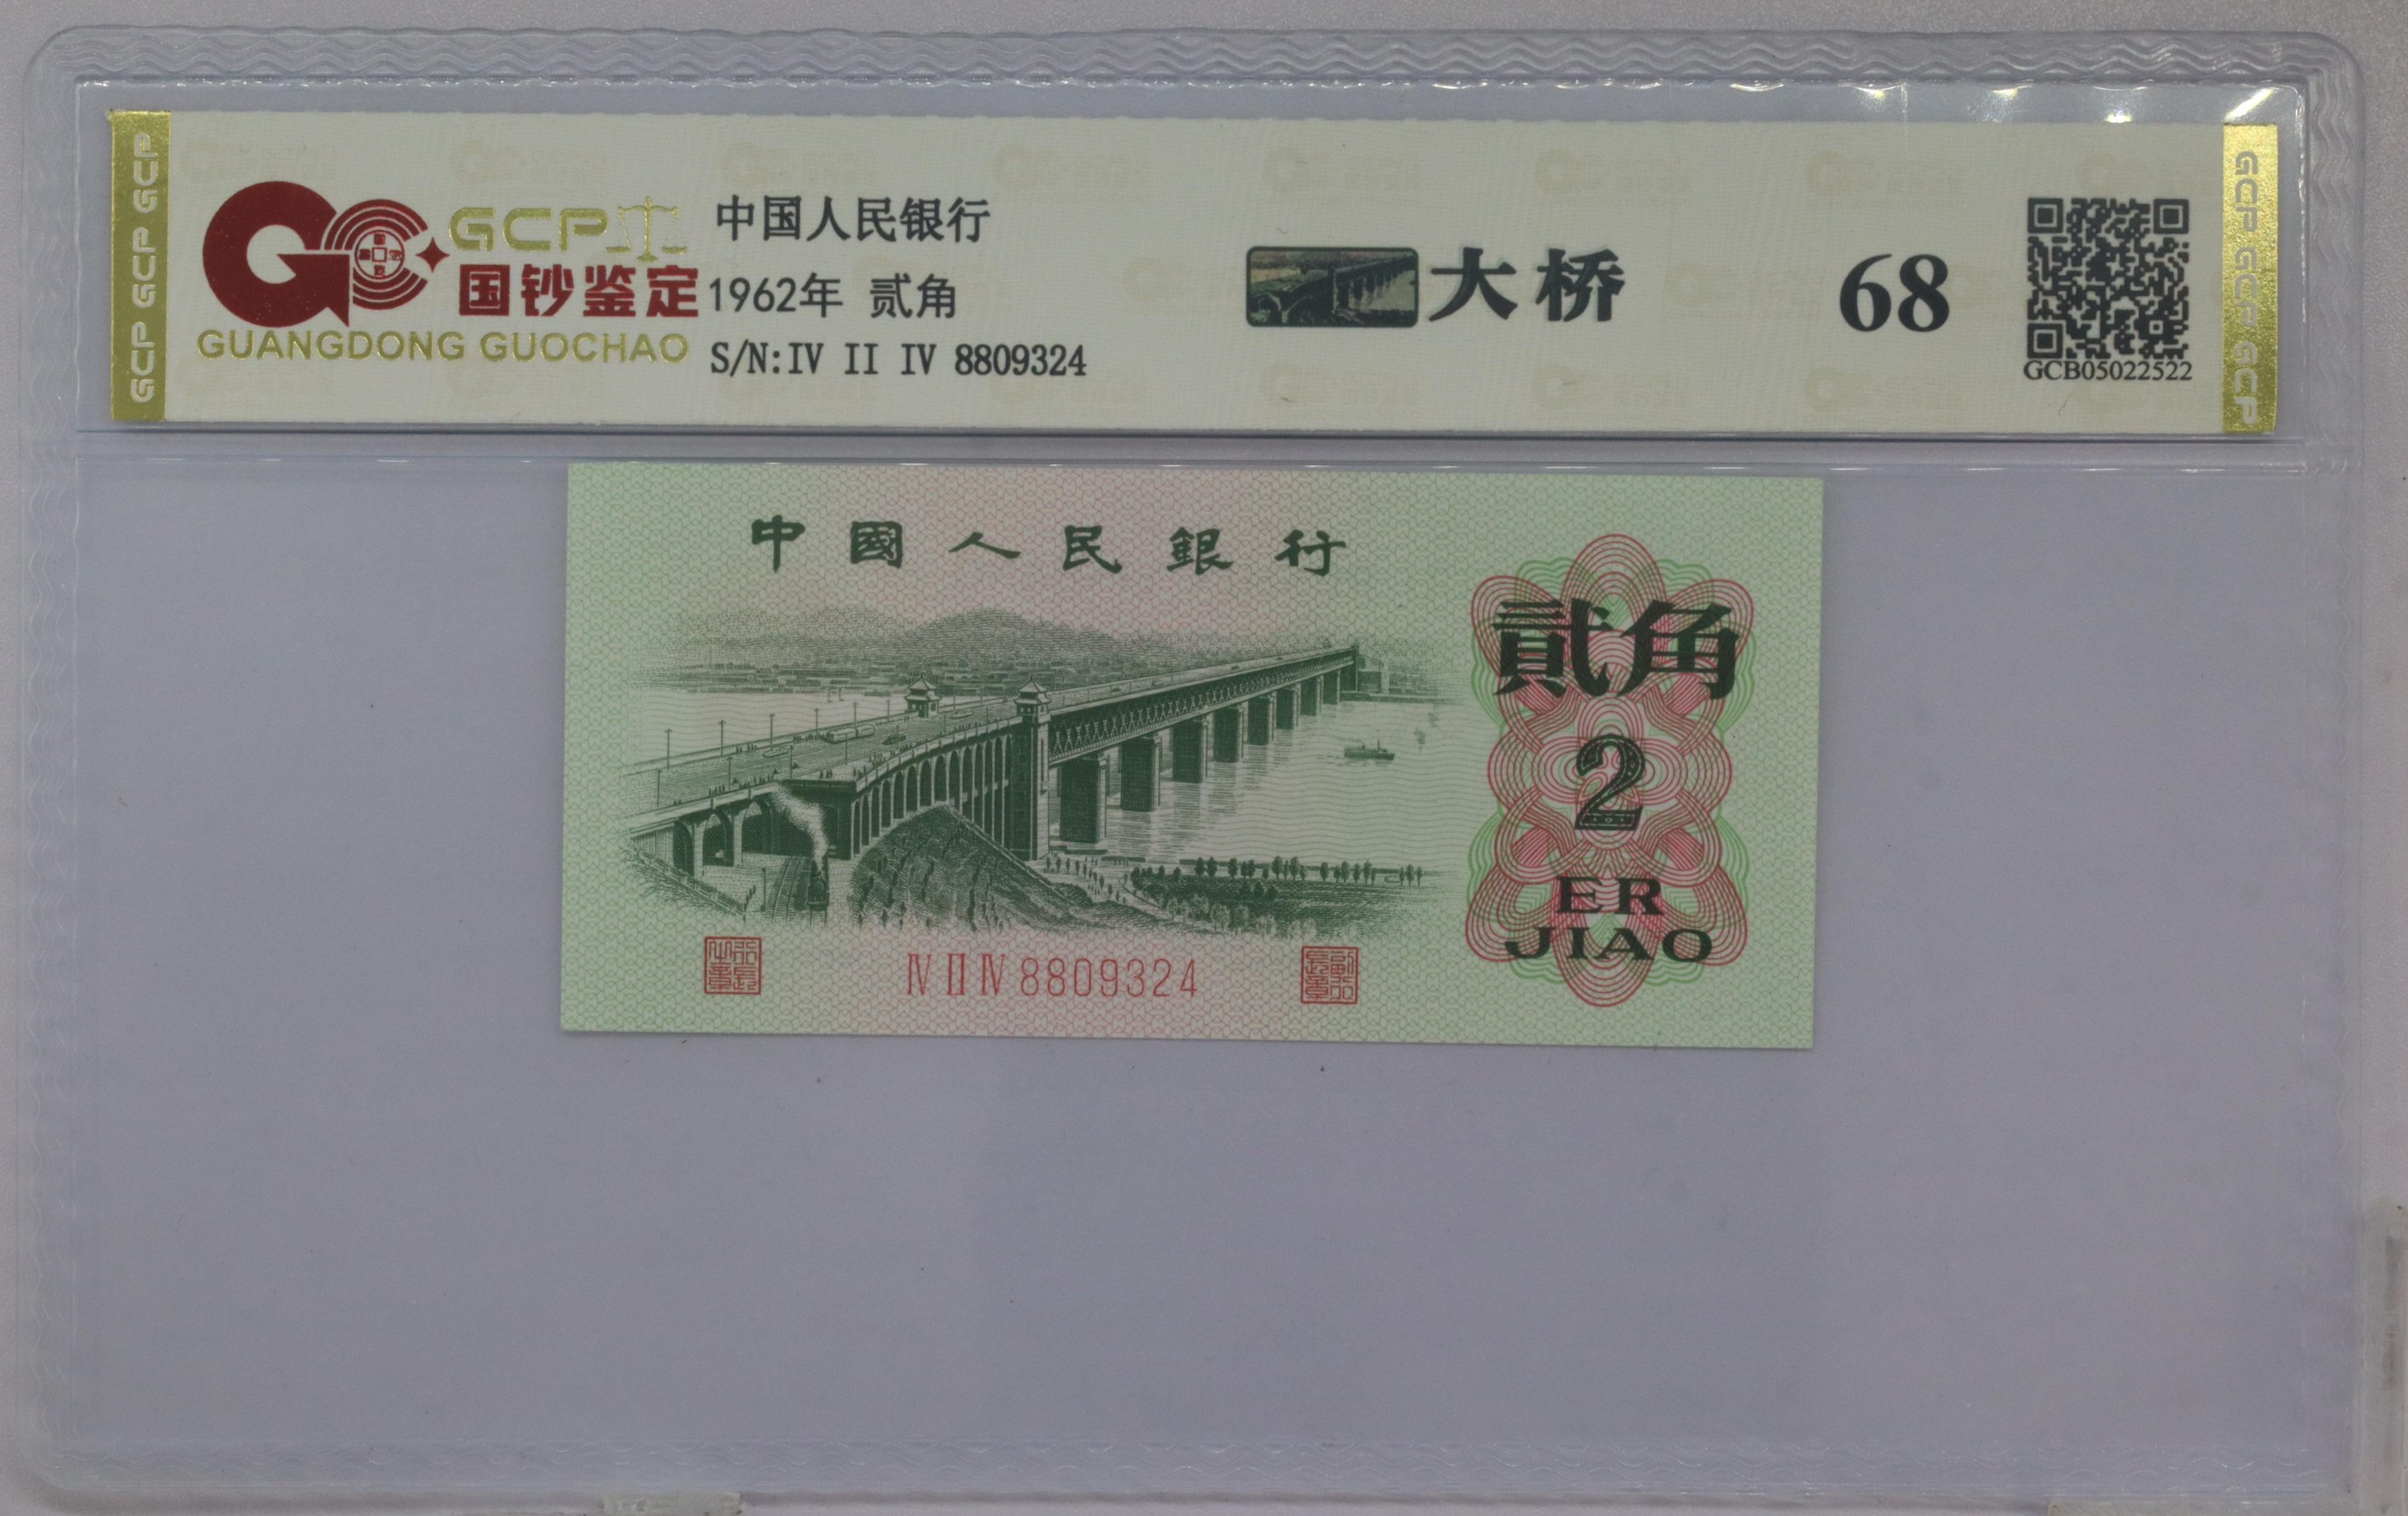 GCP GCP GCP
GCP
国钞鉴定
GUANGDONG GUOCHAO
中国人民银行
1962年 贰角
S/N:IV II IV 8809324
大桥
68
GCB05022522
GCP GCP GCP GCP
中國人民銀行
貳角
2
ER
JIAO
IV II IV 8809324